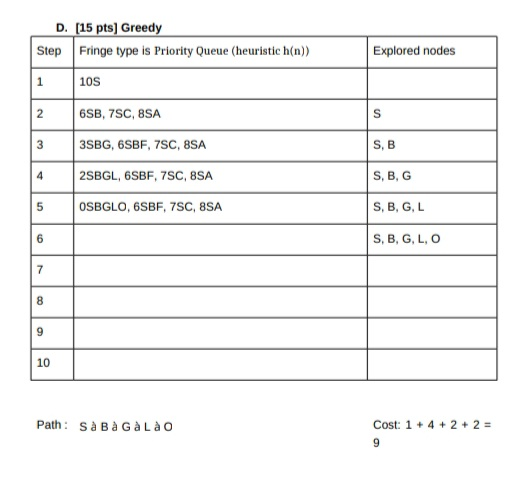 D. [15 pts] Greedy
Step Fringe type is Priority Queue (heuristic h(n)) Explored nodes
1 10S
2 6SB, 7SC, 8SA S
3 3SBG, 6SBF, 7SC, 8SA S, B
4 2SBGL, 6SBF, 7SC, 8SA S, B, G
5 0SBGLO, 6SBF, 7SC, 8SA S, B, G, L
6 S, B, G, L, O
7
8
9
10
Path : S à B à G à L à O Cost: 1 + 4 + 2 + 2 =
9